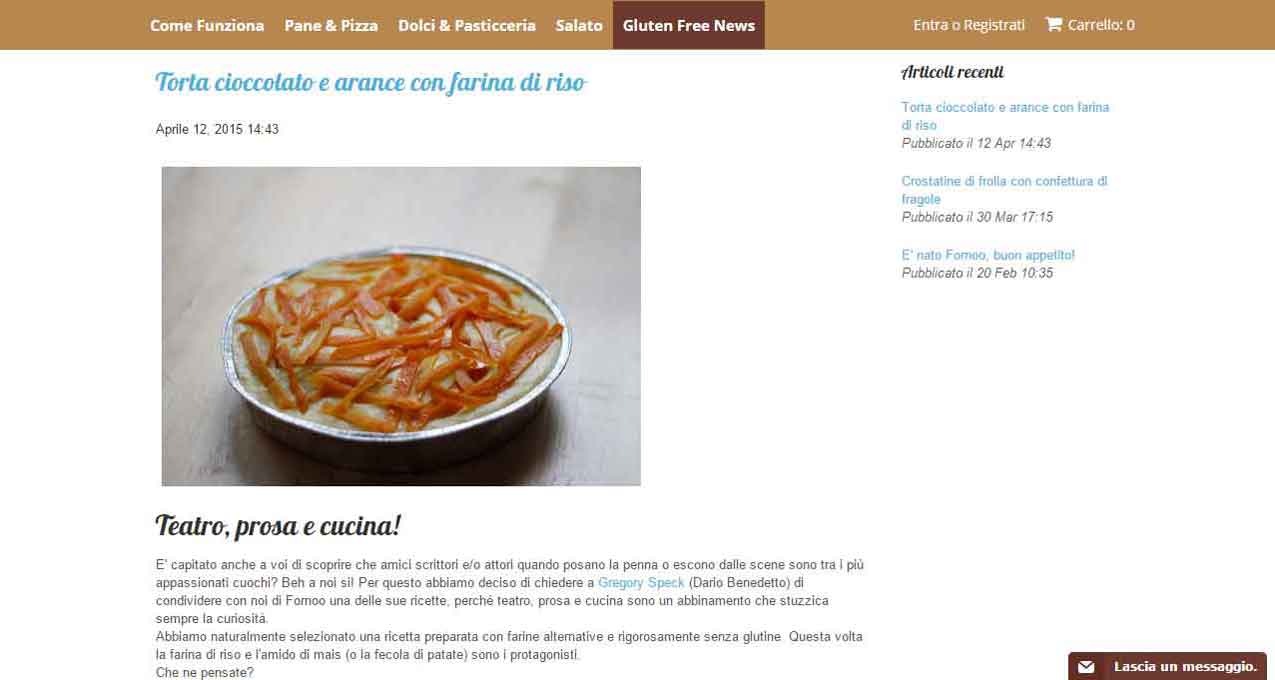 Come Funziona Pane & Pizza Dolci & Pasticceria Salato Gluten Free News Entra o Registrati Carrello: 0
Torta cioccolato e arance con farina di riso
Aprile 12, 2015 14:43
Teatro, prosa e cucina!
E' capitato anche a voi di scoprire che amici scrittori e/o attori quando posano la penna o escono dalle scene sono tra i più
appassionati cuochi? Beh a noi si! Per questo abbiamo deciso di chiedere a Gregory Speck (Dario Benedetto) di
condividere con noi di Fornoo una delle sue ricette, perchè teatro, prosa e cucina sono un abbinamento che stuzzica
sempre la curiosità.
Abbiamo naturalmente selezionato una ricetta preparata con farine alternative e rigorosamente senza glutine. Questa volta
la farina di riso e l'amido di mais (o la fecola di patate) sono i protagonisti.
Che ne pensate?
Articoli recenti
Torta cioccolato e arance con farina
di riso
Pubblicato il 12 Apr 14:43
Crostatine di frolla con confettura di
fragole
Pubblicato il 30 Mar 17:15
E' nato Fornoo, buon appetito!
Pubblicato il 20 Feb 10:35
Lascia un messaggio.